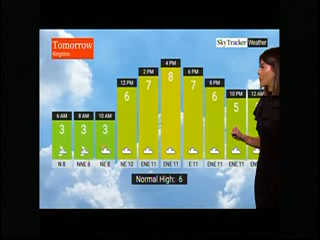 Tomorrow
Kingston
SkyTracker Weather
4 PM
2 PM
6 PM
12 PM
8 PM
10 PM
12 AM
6 AM
8 AM
10 AM
8
7
7
6
6
5
3
3
3
N 8
NNE 8
N 8
NE 10
ENE 11
ENE 11
E 11
ENE 11
ENE 11
ENE 11
Normal High: 6